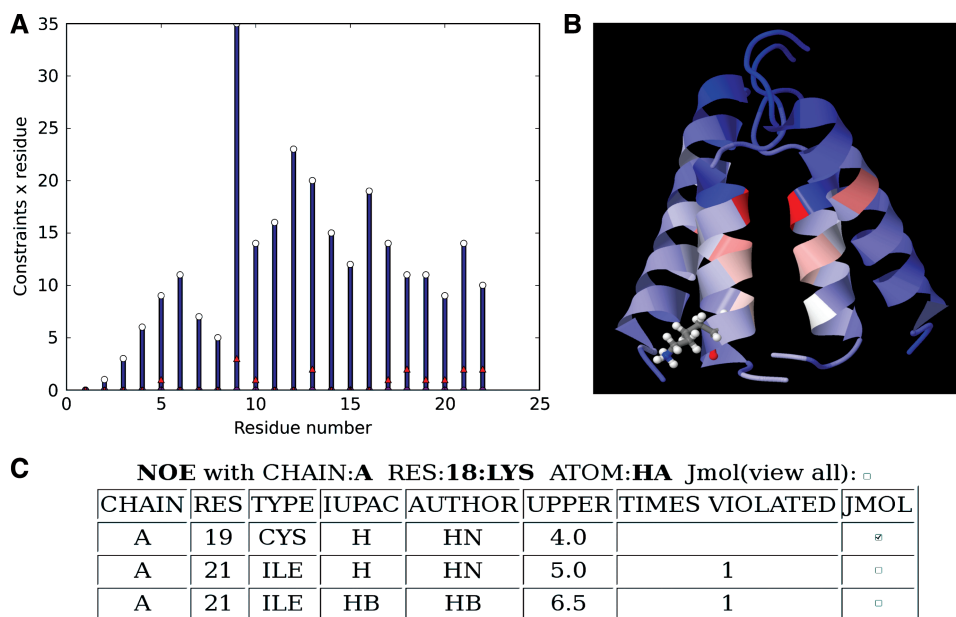 A
B
35
30
25
20
15
10
5
0
Constraints x residue
0 5 10 15 20 25
Residue number
C
NOE with CHAIN:A RES:18:LYS ATOM:HA Jmol(view all):
CHAIN RES TYPE IUPAC AUTHOR UPPER TIMES VIOLATED JMOL
A 19 CYS H HN 4.0
A 21 ILE H HN 5.0 1
A 21 ILE HB HB 6.5 1